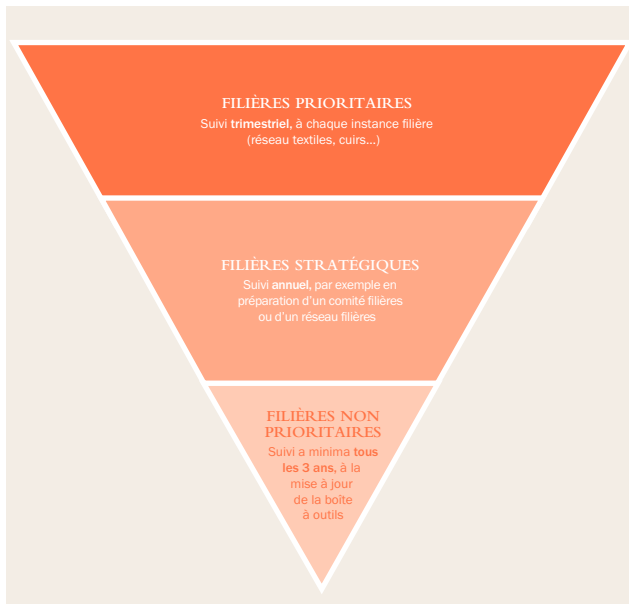 FILIÈRES PRIORITAIRES
Suivi trimestriel, à chaque instance filière
(réseau textiles, cuirs...)
FILIÈRES STRATÉGIQUES
Suivi annuel, par exemple en
préparation d’un comité filières
ou d’un réseau filières
FILIÈRES NON
PRIORITAIRES
Suivi a minima tous
les 3 ans, à la
mise à jour
de la boîte
à outils